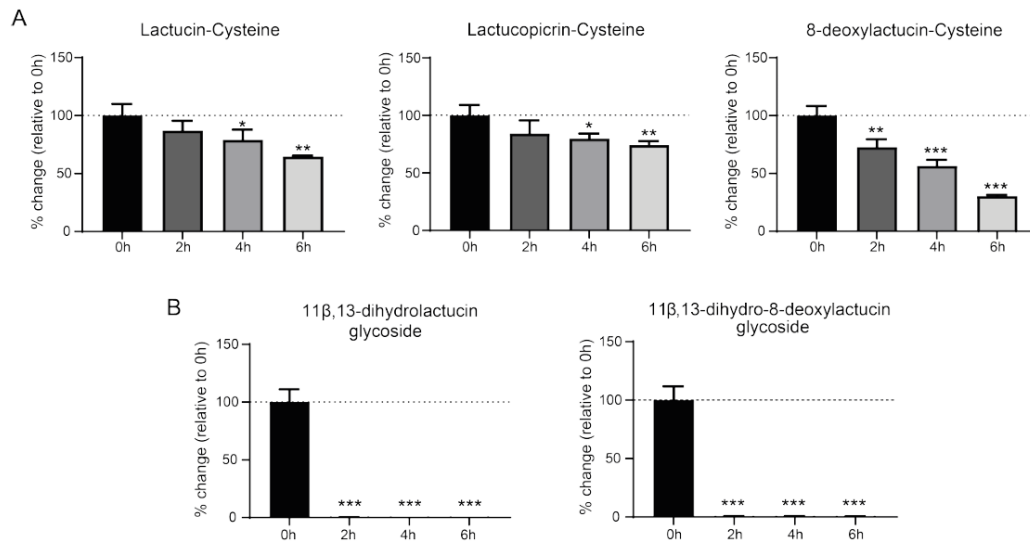 A
Lactucin-Cysteine
% change (relative to 0h)
150
100
50
0
*
**
0h 2h 4h 6h
Lactucopicrin-Cysteine
% change (relative to 0h)
150
100
50
0
*
**
0h 2h 4h 6h
8-deoxylactucin-Cysteine
% change (relative to 0h)
150
100
50
0
**
***
***
0h 2h 4h 6h
B
11β,13-dihydrolactucin
glycoside
% change (relative to 0h)
150
100
50
0
*** *** ***
0h 2h 4h 6h
11β,13-dihydro-8-deoxylactucin
glycoside
% change (relative to 0h)
150
100
50
0
*** *** ***
0h 2h 4h 6h